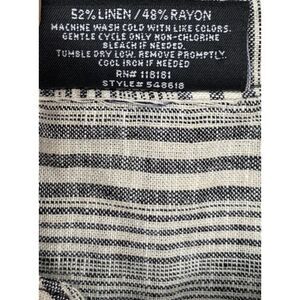 52% LINEN / 48% RAYON
MACHINE WASH COLD WITH LIKE COLORS.
GENTLE CYCLE ONLY NON-CHLORINE
BLEACH IF NEEDED.
TUMBLE DRY LOW. REMOVE PROMPTLY.
COOL IRON IF NEEDED
RN# 118181
STYLE# 548618